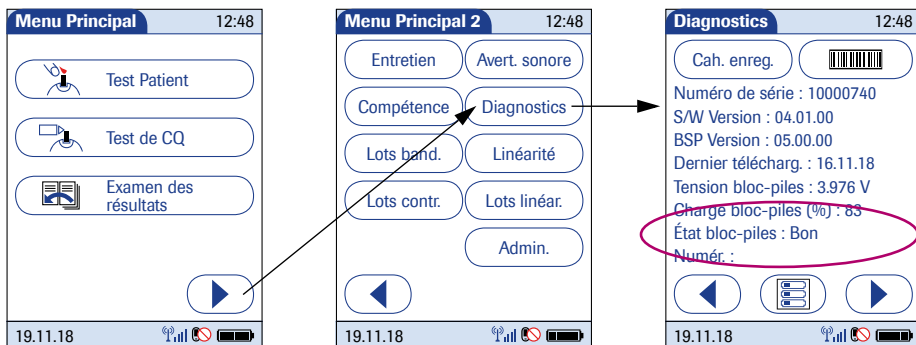 Menu Principal 12:48
Test Patient
Test de CQ
Examen des
résultats
19.11.18
Menu Principal 2 12:48
Entretien Avert. sonore
Compétence Diagnostics
Lots band. Linéarité
Lots contr. Lots linéar.
Admin.
19.11.18
Diagnostics 12:48
Cah. enreg.
Numéro de série : 10000740
S/W Version : 04.01.00
BSP Version : 05.00.00
Dernier télécharg. : 16.11.18
Tension bloc-piles : 3.976 V
Charge bloc-piles (%) : 83
État bloc-piles : Bon
Numér. :
19.11.18